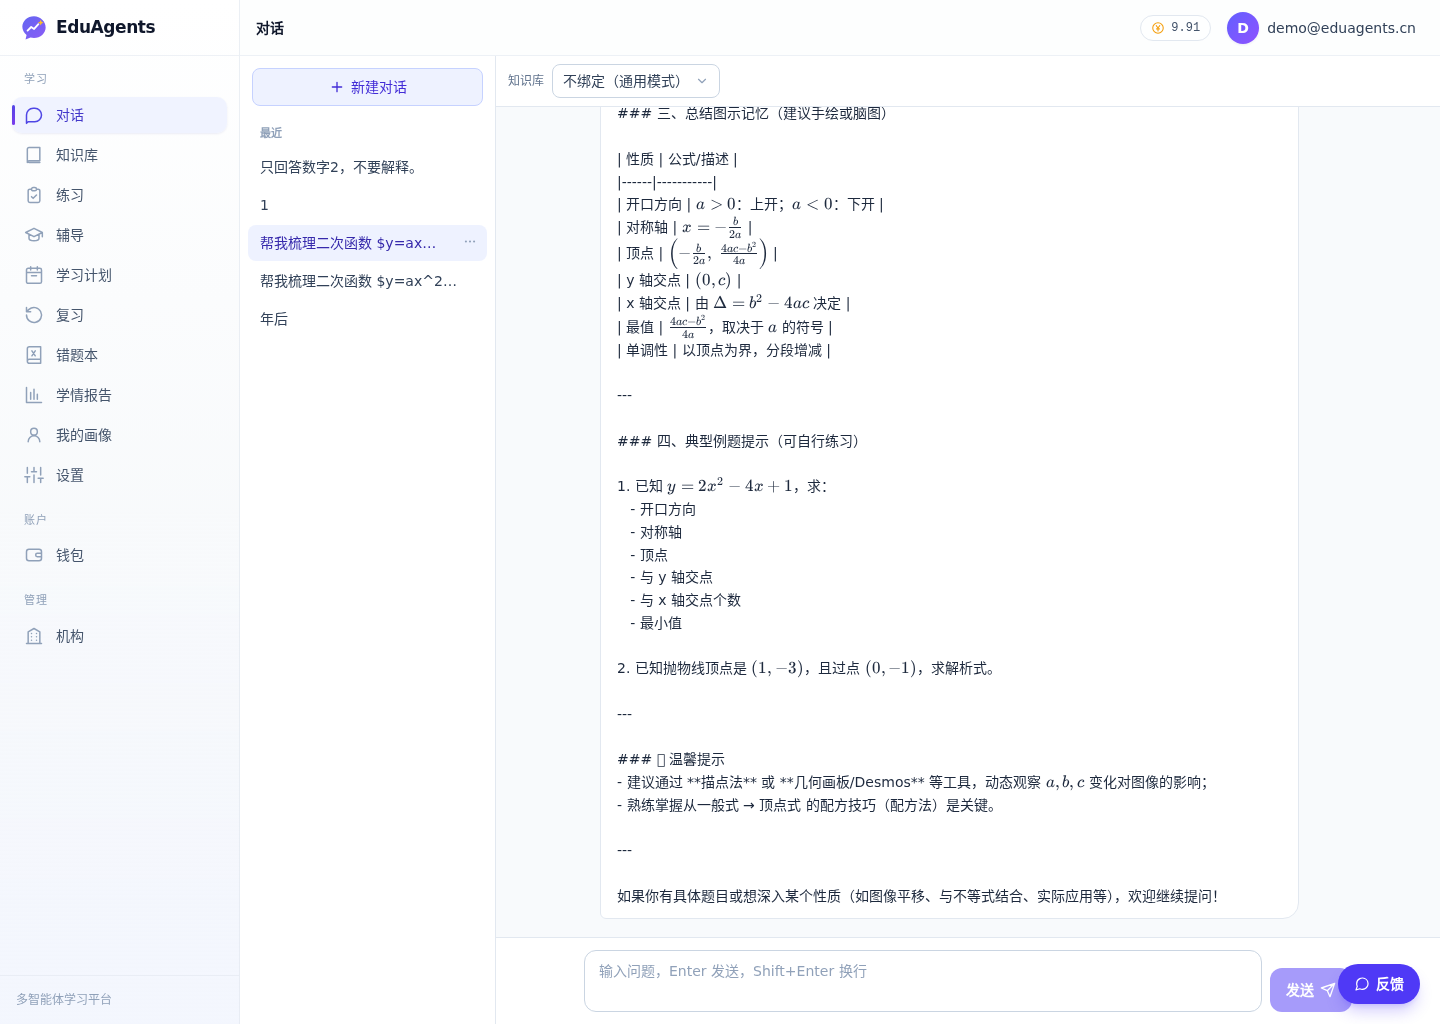 EduAgents
学习
对话
知识库
练习
辅导
学习计划
复习
错题本
学情报告
我的画像
设置
账户
钱包
管理
机构
多智能体学习平台
对话
9.91
D
demo@eduagents.cn
新建对话
最近
只回答数字2，不要解释。
1
帮我梳理二次函数 $y=ax...
帮我梳理二次函数 $y=ax^2...
年后
知识库
不绑定（通用模式）
### 三、总结图示记忆（建议手绘或脑图）
| 性质 | 公式/描述 |
|------|-----------|
| 开口方向 | $a > 0$：上开；$a < 0$：下开 |
| 对称轴 | $x = -\frac{b}{2a}$ |
| 顶点 | $\left(-\frac{b}{2a}, \frac{4ac-b^2}{4a}\right)$ |
| y 轴交点 | $(0, c)$ |
| x 轴交点 | 由 $\Delta = b^2 - 4ac$ 决定 |
| 最值 | $\frac{4ac-b^2}{4a}$，取决于 $a$ 的符号 |
| 单调性 | 以顶点为界，分段增减 |
---
### 四、典型例题提示（可自行练习）
1. 已知 $y = 2x^2 - 4x + 1$，求：
- 开口方向
- 对称轴
- 顶点
- 与 y 轴交点
- 与 x 轴交点个数
- 最小值
2. 已知抛物线顶点是 $(1, -3)$，且过点 $(0, -1)$，求解析式。
---
### 温馨提示
- 建议通过 **描点法** 或 **几何画板/Desmos** 等工具，动态观察 $a, b, c$ 变化对图像的影响；
- 熟练掌握从一般式 → 顶点式 的配方技巧（配方法）是关键。
---
如果你有具体题目或想深入某个性质（如图像平移、与不等式结合、实际应用等），欢迎继续提问！
输入问题，Enter 发送，Shift+Enter 换行
发送
反馈